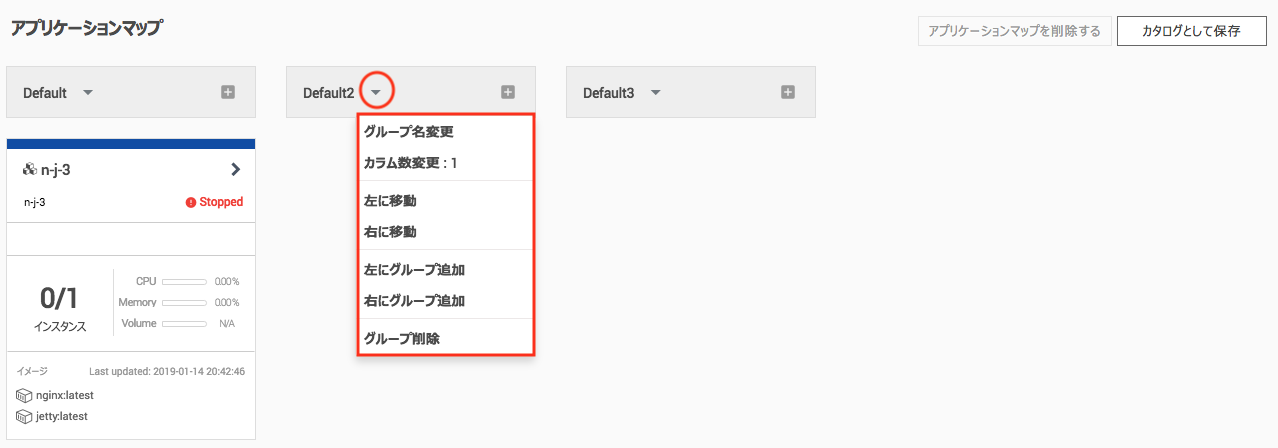 アプリケーションマップ
アプリケーションマップを削除する
カタログとして保存
Default
Default2
Default3
グループ名変更
カラム数変更 : 1
左に移動
右に移動
左にグループ追加
右にグループ追加
グループ削除
n-j-3
n-j-3
Stopped
0/1
インスタンス
CPU 0.00%
Memory 0.00%
Volume N/A
イメージ
Last updated: 2019-01-14 20:42:46
nginx:latest
jetty:latest